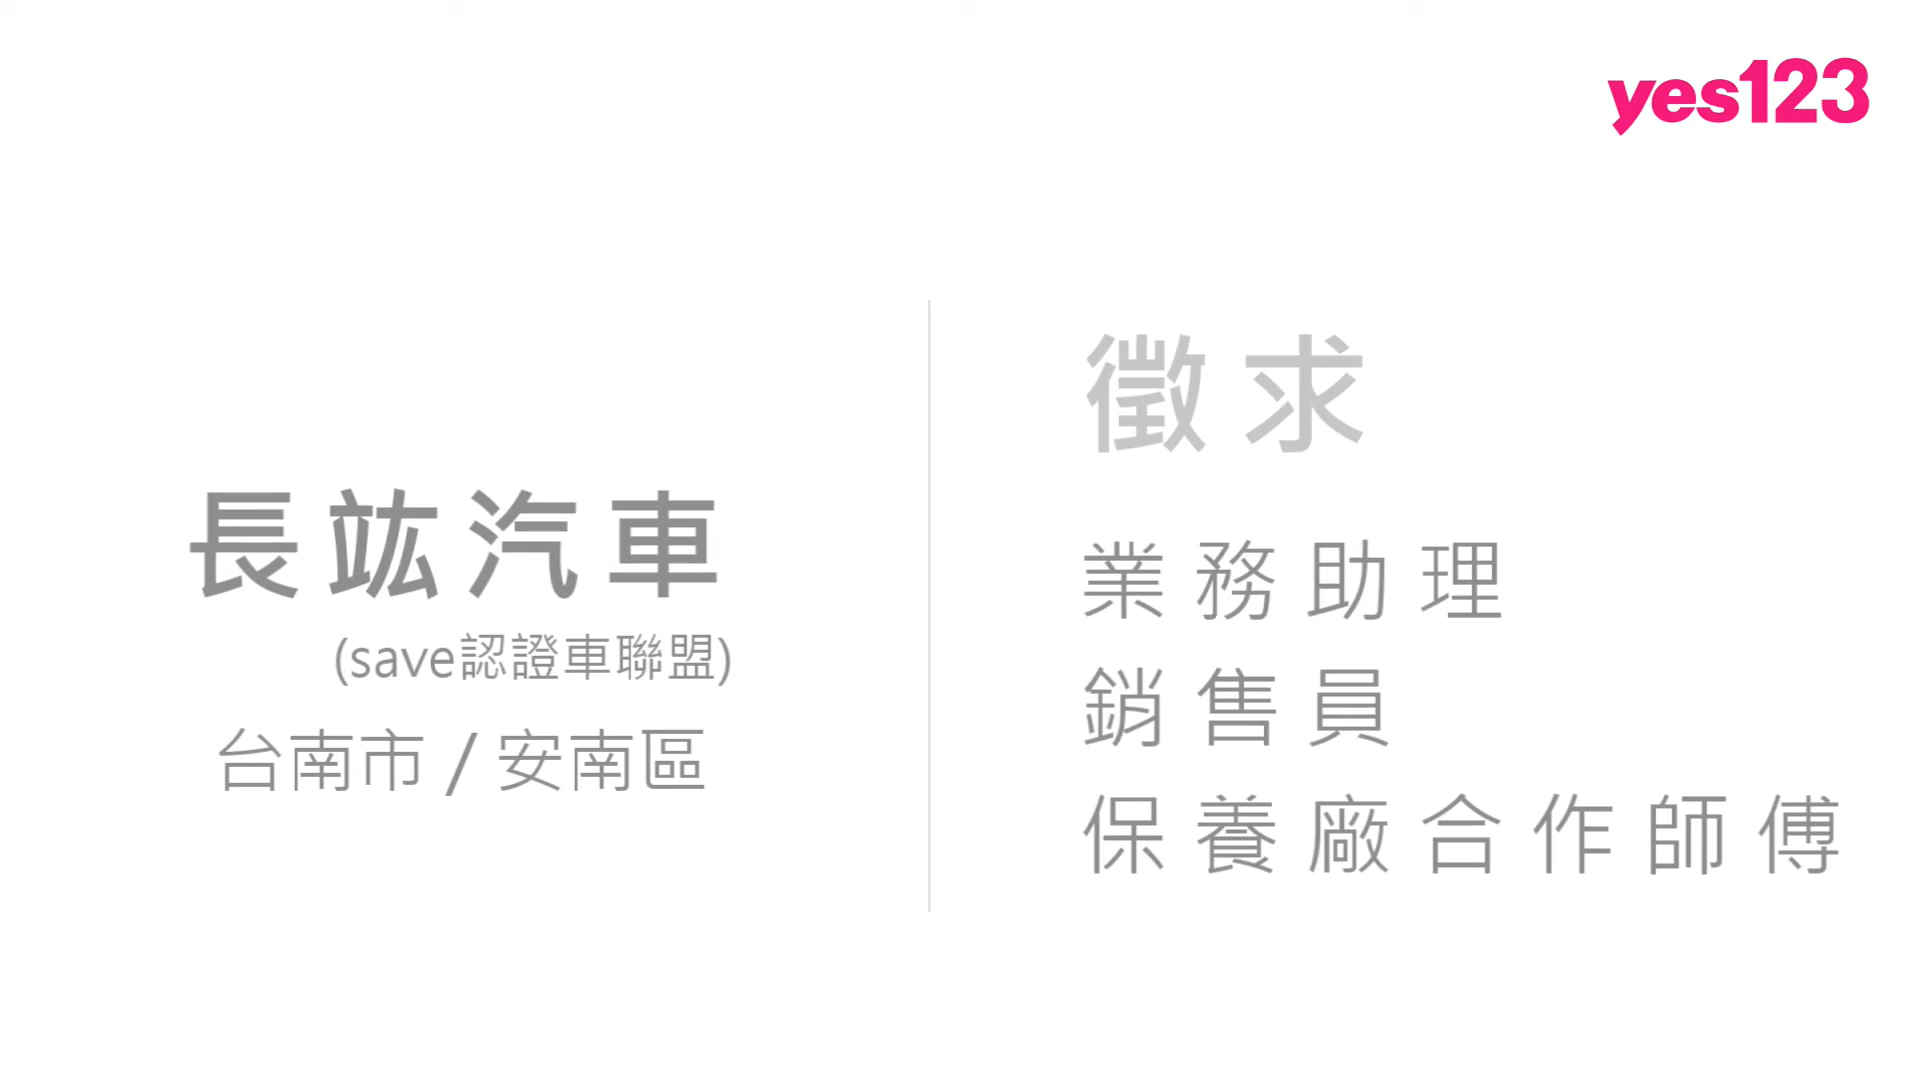 yes123
長竑汽車
(save認證車聯盟)
台南市 / 安南區
徵求
業務助理
銷售員
保養廠合作師傅